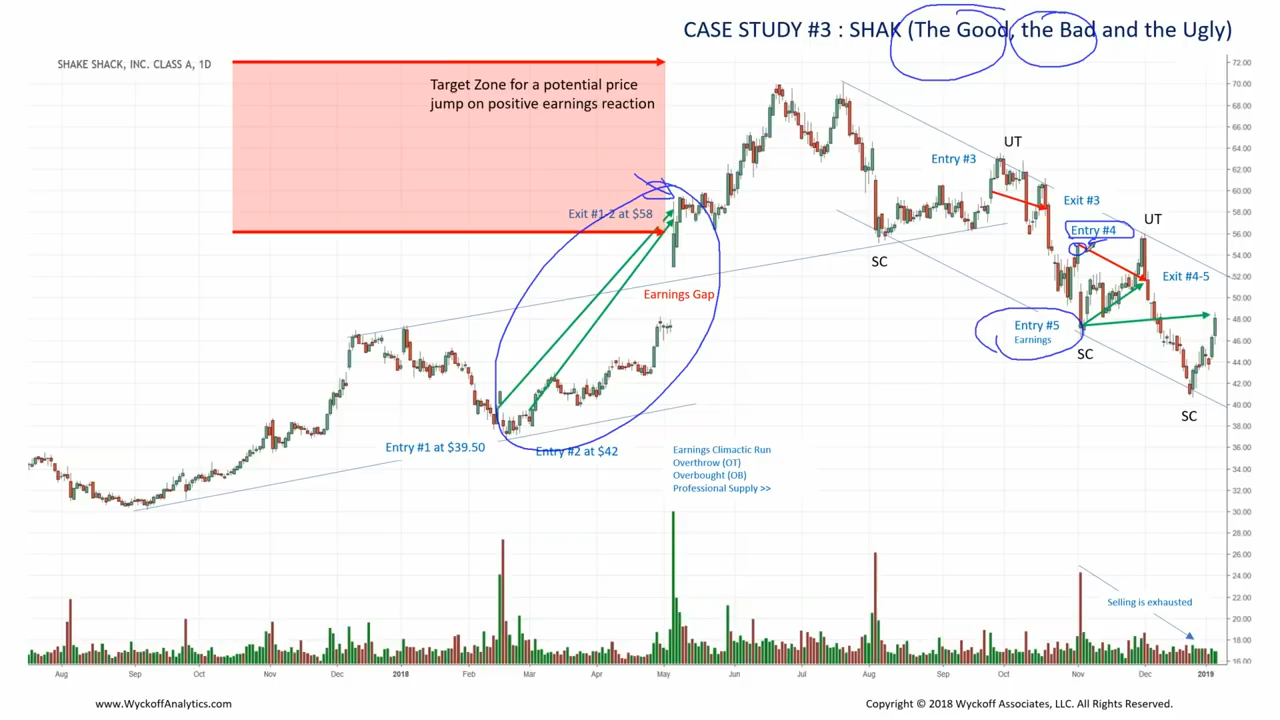 CASE STUDY #3 : SHAK (The Good, the Bad and the Ugly)
SHAKE SHACK, INC. CLASS A, 1D
Target Zone for a potential price
jump on positive earnings reaction
Exit #1-2 at $58
Earnings Gap
Entry #1 at $39.50
Entry #2 at $42
Earnings Climactic Run
Overthrow (OT)
Overbought (OB)
Professional Supply >>
SC
Entry #3
UT
Exit #3
Entry #4
UT
Exit #4-5
Entry #5
Earnings
SC
SC
Selling is exhausted
72.00
70.00
68.00
66.00
64.00
62.00
60.00
58.00
56.00
54.00
52.00
50.00
48.00
46.00
44.00
42.00
40.00
38.00
36.00
34.00
32.00
30.00
28.00
26.00
24.00
22.00
20.00
18.00
16.00
Aug Sep Oct Nov Dec 2018 Feb Mar Apr May Jun Jul Aug Sep Oct Nov Dec 2019
www.WyckoffAnalytics.com
Copyright © 2018 Wyckoff Associates, LLC. All Rights Reserved.